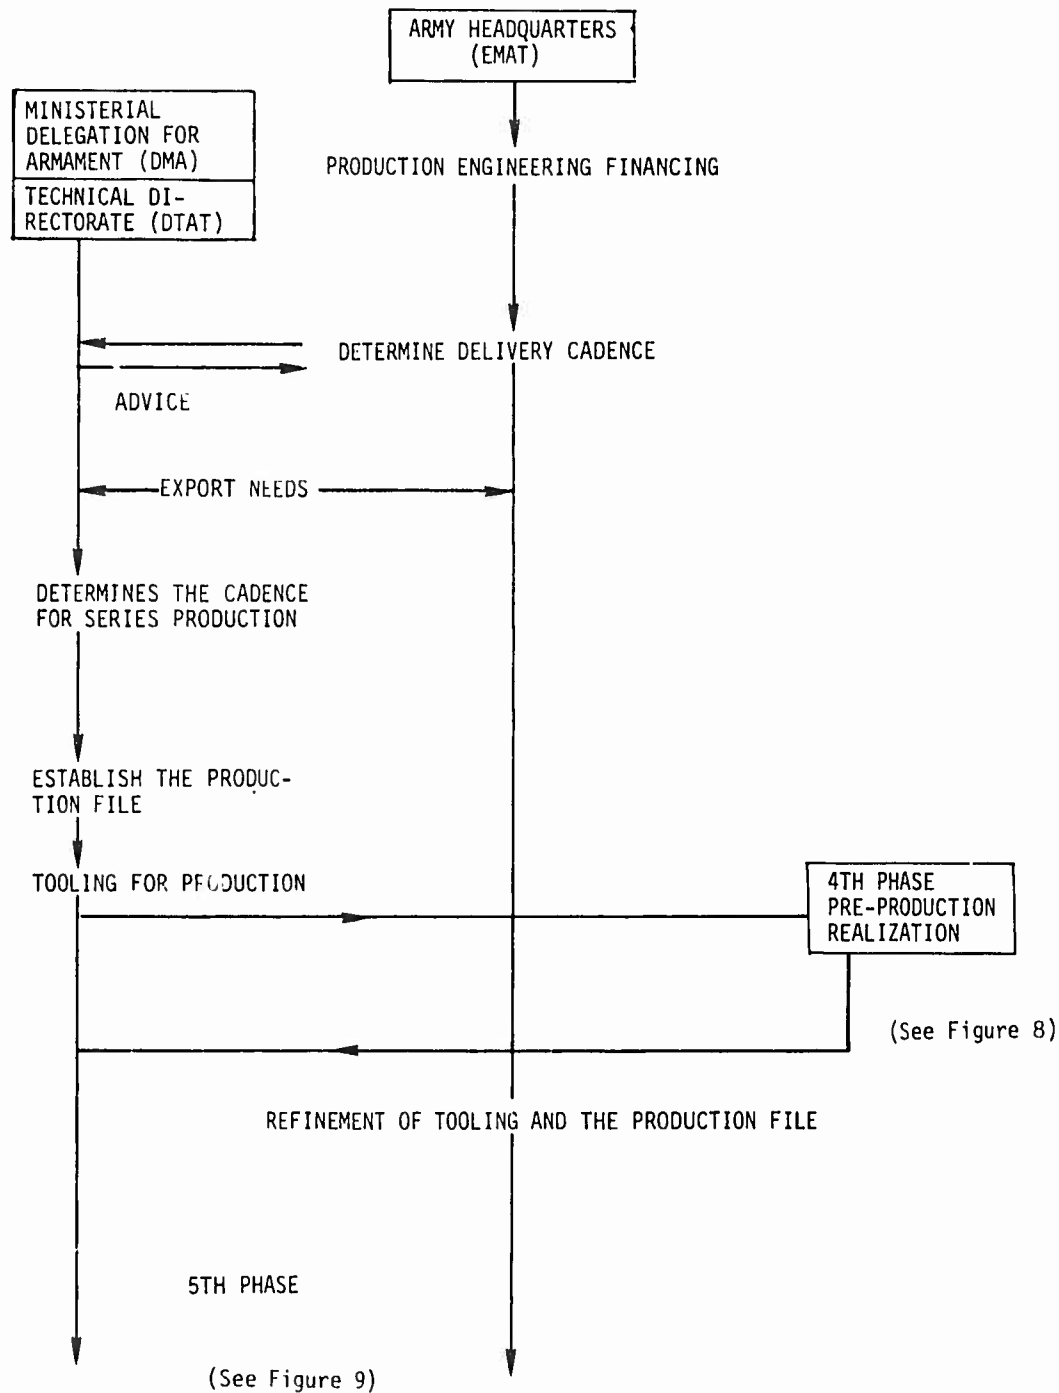 ARMY HEADQUARTERS
(EMAT)
MINISTERIAL
DELEGATION FOR
ARMAMENT (DMA)
TECHNICAL DI-
RECTORATE (DTAT)
PRODUCTION ENGINEERING FINANCING
DETERMINE DELIVERY CADENCE
ADVICE
EXPORT NEEDS
DETERMINES THE CADENCE
FOR SERIES PRODUCTION
ESTABLISH THE PRODUC-
TION FILE
TOOLING FOR PRODUCTION
4TH PHASE
PRE-PRODUCTION
REALIZATION
(See Figure 8)
REFINEMENT OF TOOLING AND THE PRODUCTION FILE
5TH PHASE
(See Figure 9)